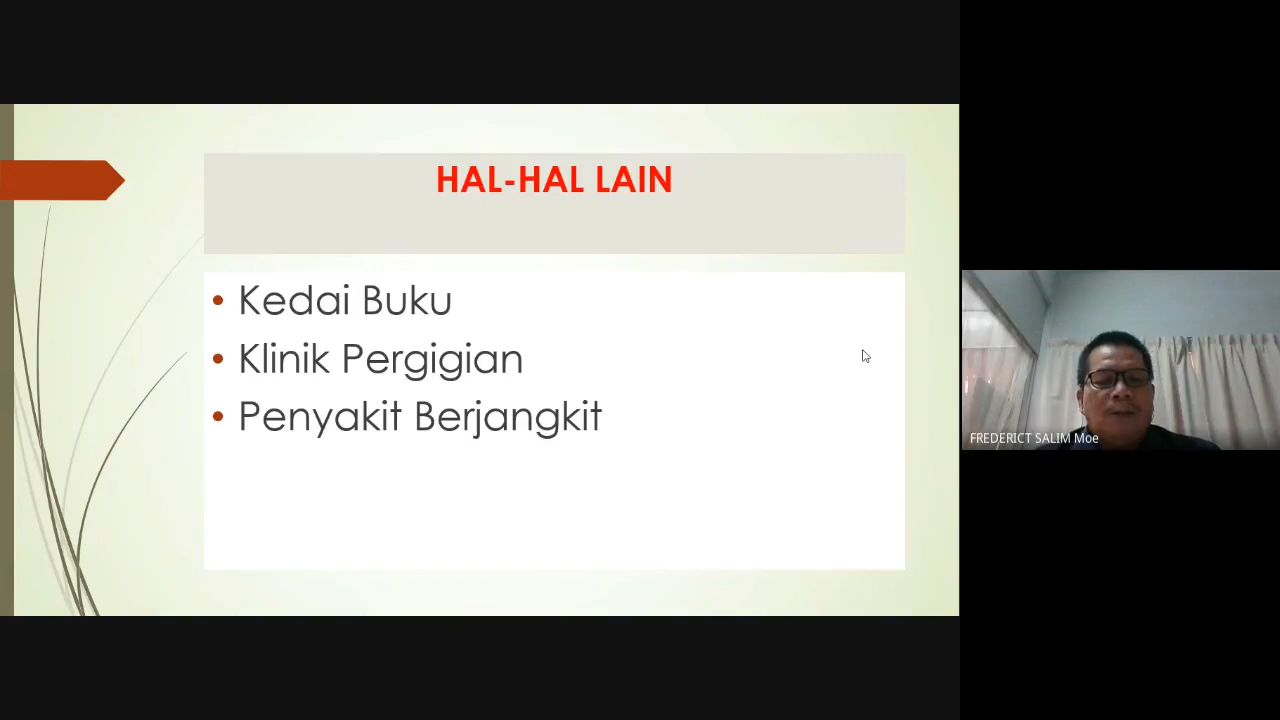 HAL-HAL LAIN
• Kedai Buku
• Klinik Pergigian
• Penyakit Berjangkit
FREDERICT SALIM Moe